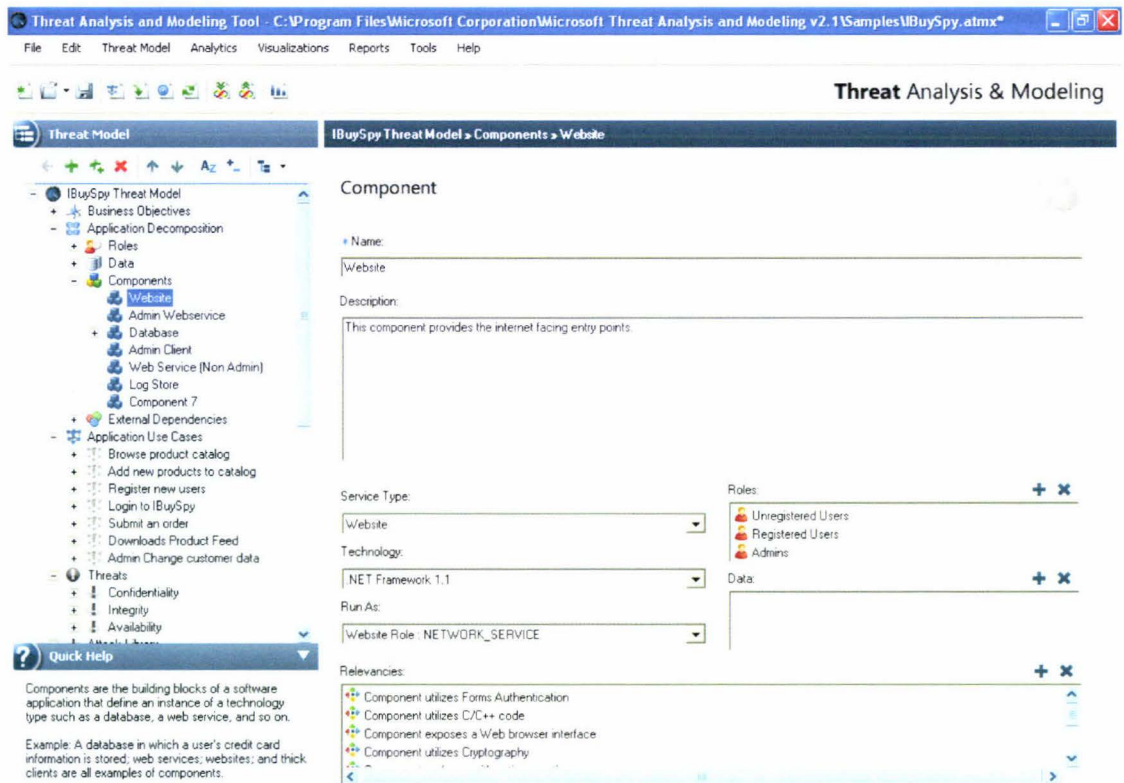 Threat Analysis and Modeling Tool - C:\Program Files\Microsoft Corporation\Microsoft Threat Analysis and Modeling v2.1\Samples\IBuySpy.atmx*
File Edit Threat Model Analytics Visualizations Reports Tools Help
Threat Analysis & Modeling
Threat Model
IBuySpy Threat Model » Components » Website
IBuySpy Threat Model
Business Objectives
Application Decomposition
Roles
Data
Components
Website
Admin Webservice
Database
Admin Client
Web Service (Non Admin)
Log Store
Component 7
External Dependencies
Application Use Cases
Browse product catalog
Add new products to catalog
Register new users
Login to IBuySpy
Submit an order
Downloads Product Feed
Admin Change customer data
Threats
Confidentiality
Integrity
Availability
Quick Help
Components are the building blocks of a software
application that define an instance of a technology
type such as a database, a web service, and so on.
Example: A database in which a user's credit card
information is stored; web services; websites; and thick
clients are all examples of components.
Component
* Name:
Website
Description:
This component provides the internet facing entry points.
Service Type:
Website
Technology:
.NET Framework 1.1
Run As:
Website Role : NETWORK_SERVICE
Roles:
Unregistered Users
Registered Users
Admins
Data:
Relevancies:
Component utilizes Forms Authentication
Component utilizes C/C++ code
Component exposes a Web browser interface
Component utilizes Cryptography